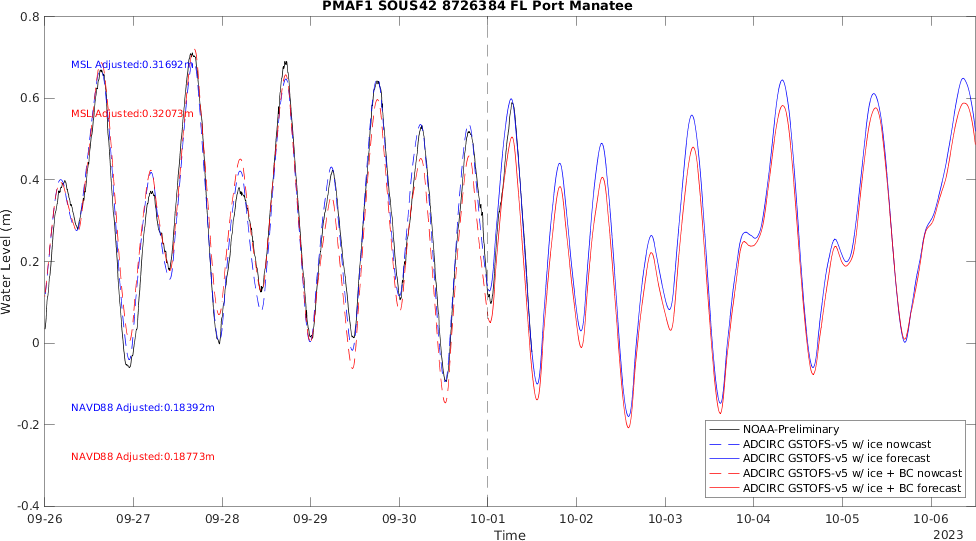 PMAF1 SOUS42 8726384 FL Port Manatee
0.8
0.6
0.4
0.2
0
-0.2
-0.4
Water Level (m)
MSL Adjusted:0.31692m
MSL Adjusted:0.32073m
NAVD88 Adjusted:0.18392m
NAVD88 Adjusted:0.18773m
NOAA-Preliminary
ADCIRC GSTOFS-v5 w/ ice nowcast
ADCIRC GSTOFS-v5 w/ ice forecast
ADCIRC GSTOFS-v5 w/ ice + BC nowcast
ADCIRC GSTOFS-v5 w/ ice + BC forecast
09-26 09-27 09-28 09-29 09-30 10-01 10-02 10-03 10-04 10-05 10-06
Time
2023